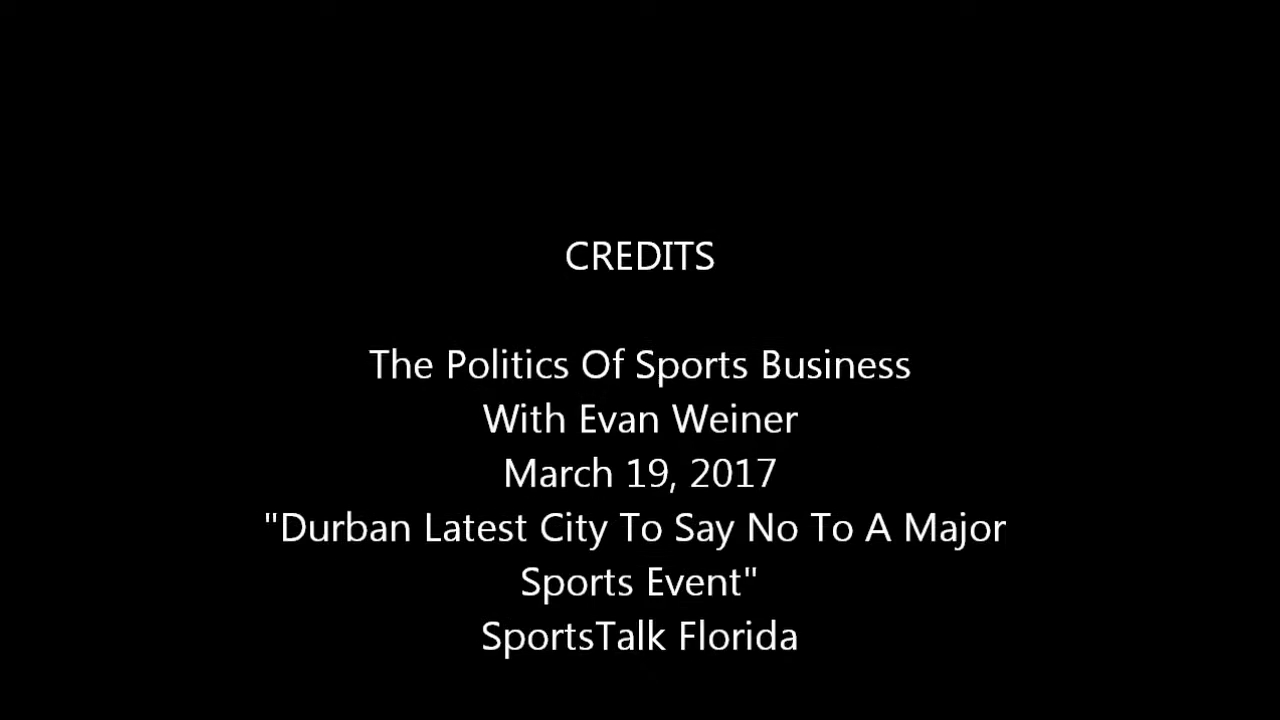 CREDITS
The Politics Of Sports Business
With Evan Weiner
March 19, 2017
"Durban Latest City To Say No To A Major
Sports Event"
SportsTalk Florida